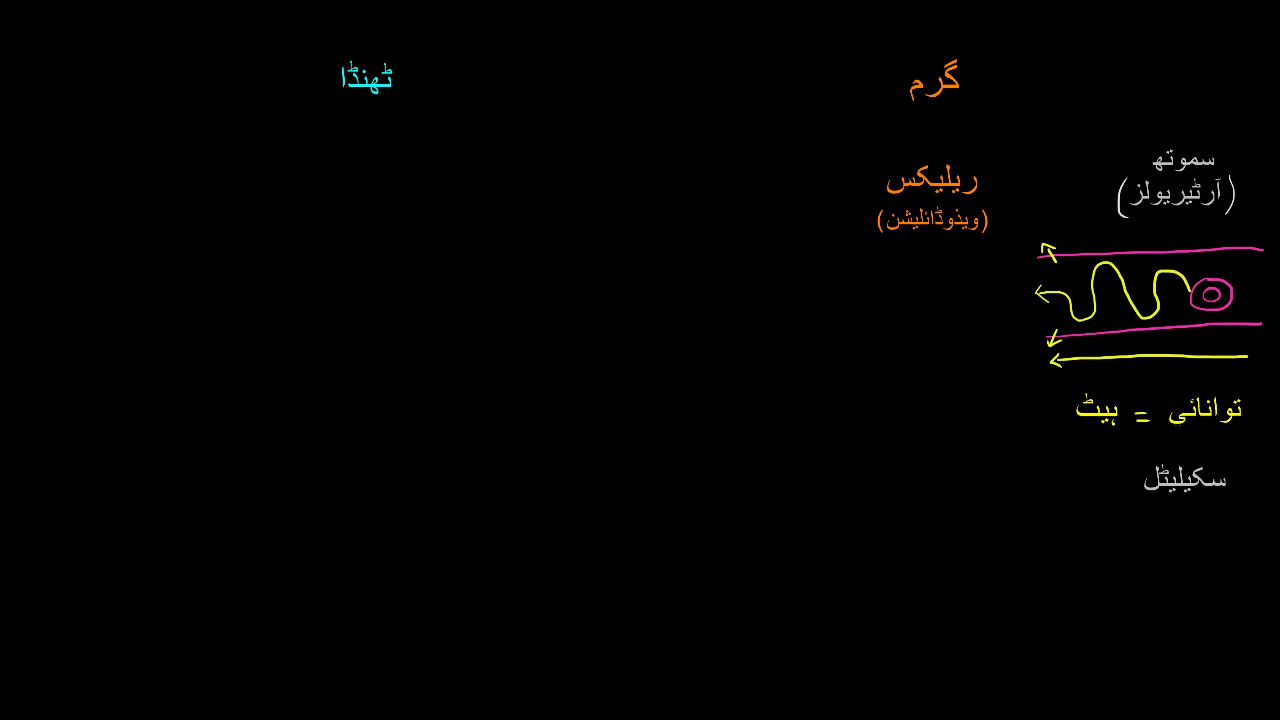 گرم
ٹھنڈا
سموتھ
(آرٹیریولز)
ریلیکس
(ویذوڈائلیشن)
توانائی = ہیٹ
سکیلیٹل